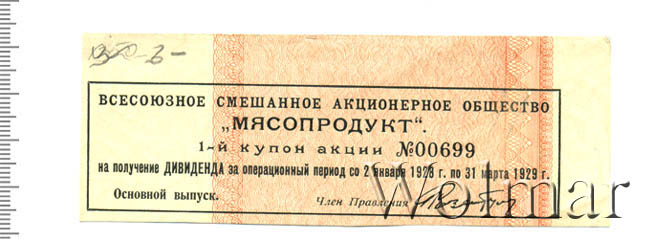 ВСЕСОЮЗНОЕ СМЕШАННОЕ АКЦИОНЕРНОЕ ОБЩЕСТВО
„МЯСОПРОДУКТ“.
1-й купон акции №00699
на получение ДИВИДЕНДА за операционный период со 2 января 1928 г. по 31 марта 1929 г.
Основной выпуск.
Член Правления
Wolmar